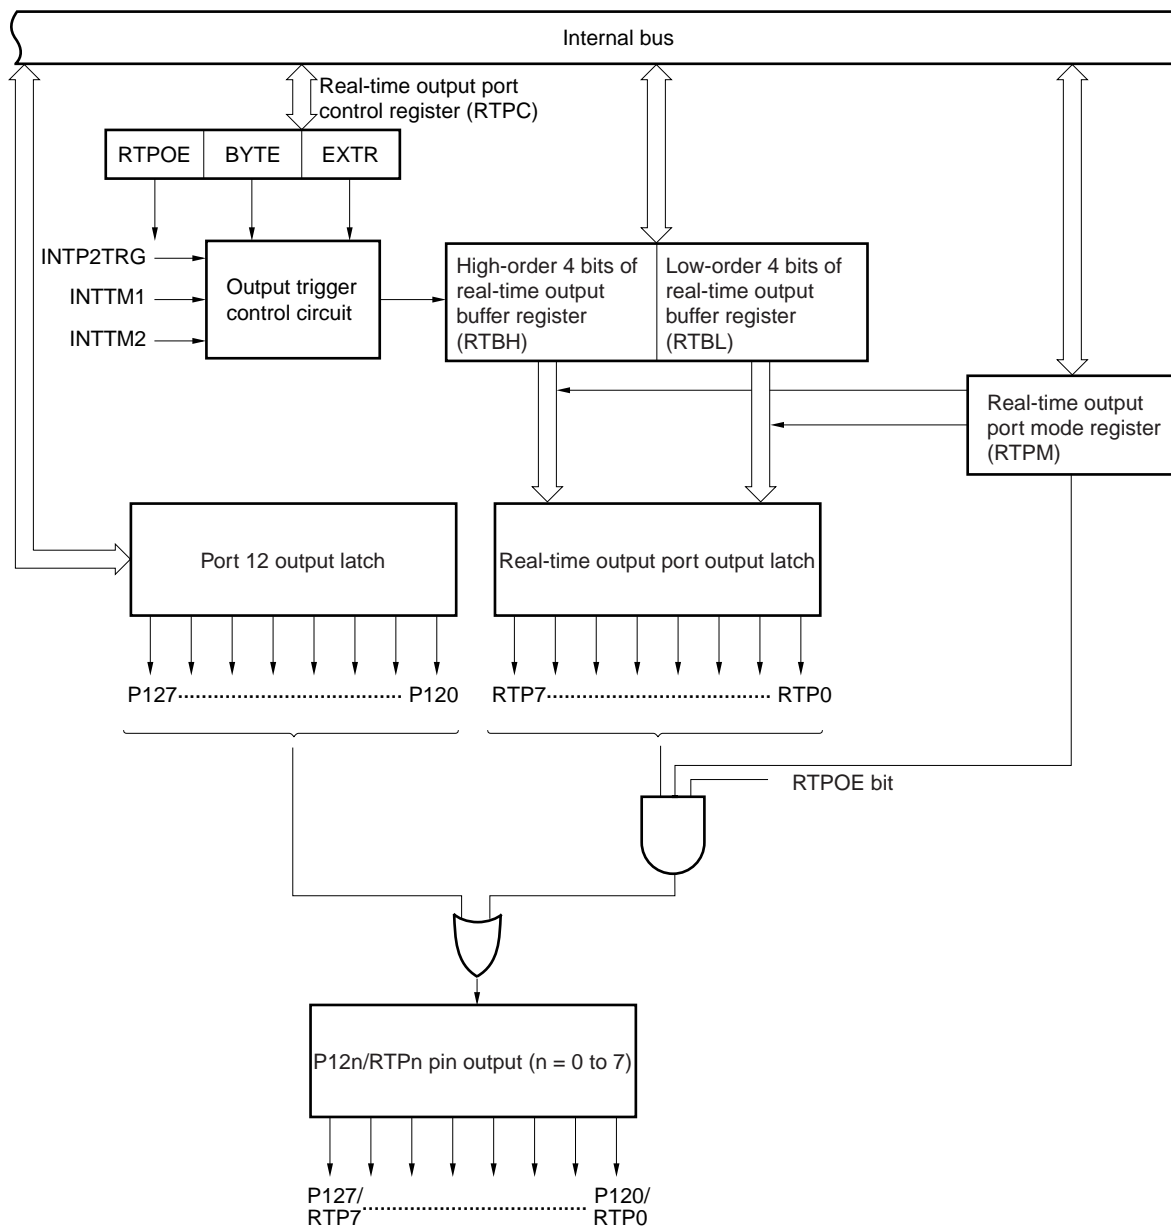 Internal bus
Real-time output port
control register (RTPC)
RTPOE
BYTE
EXTR
INTP2TRG
INTTM1
INTTM2
Output trigger
control circuit
High-order 4 bits of
real-time output
buffer register
(RTBH)
Low-order 4 bits of
real-time output
buffer register
(RTBL)
Real-time output
port mode register
(RTPM)
Port 12 output latch
Real-time output port output latch
P127
P120
RTP7
RTP0
RTPOE bit
P12n/RTPn pin output (n = 0 to 7)
P127/
RTP7
P120/
RTP0